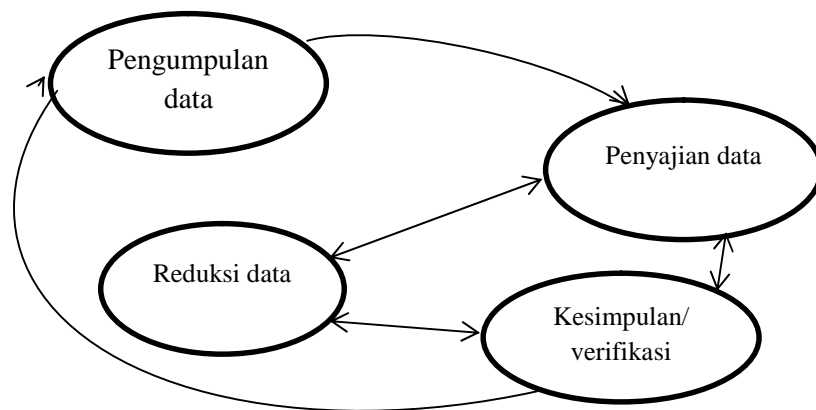 Pengumpulan
data
Penyajian data
Reduksi data
Kesimpulan/
verifikasi